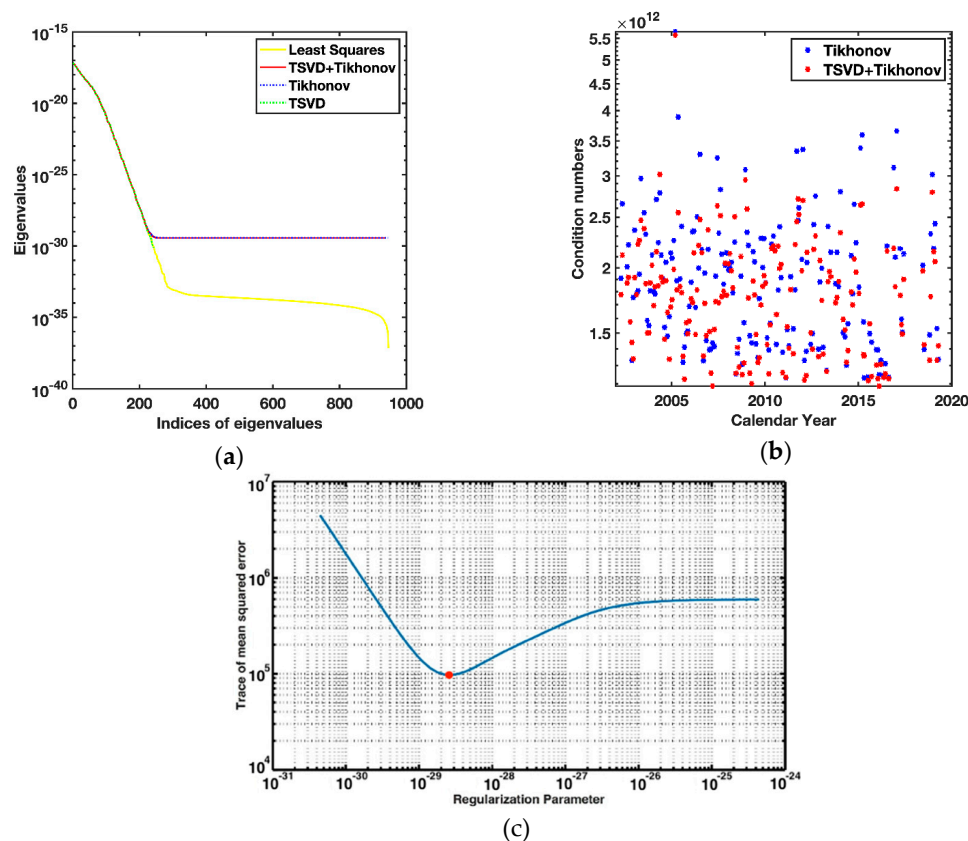 10^-15
10^-20
10^-25
10^-30
10^-35
10^-40
Eigenvalues
Least Squares
TSVD+Tikhonov
Tikhonov
TSVD
0 200 400 600 800 1000
Indices of eigenvalues
(a)
×10^12
5.5
4.5
3.5
3
2.5
2
1.5
Condition numbers
Tikhonov
TSVD+Tikhonov
2005 2010 2015 2020
Calendar Year
(b)
10^7
10^6
10^5
10^4
Trace of mean squared error
10^-31 10^-30 10^-29 10^-28 10^-27 10^-26 10^-25 10^-24
Regularization Parameter
(c)